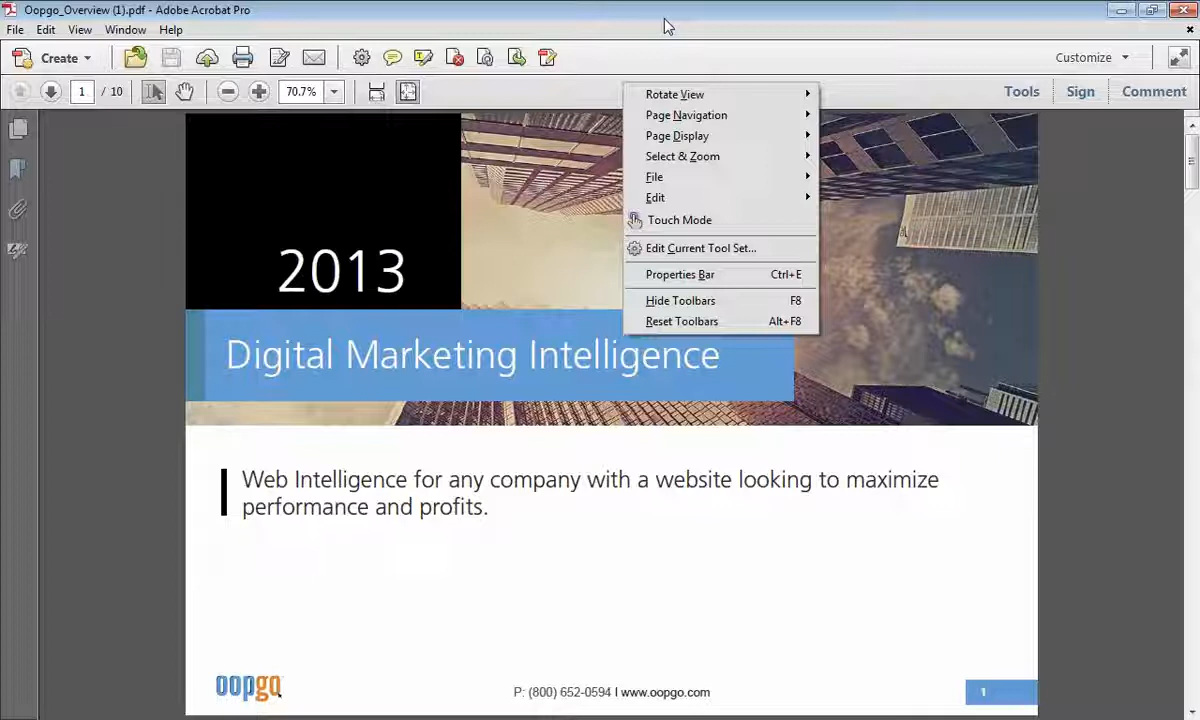 Oopgo_Overview (1).pdf - Adobe Acrobat Pro
File Edit View Window Help
Create
Customize
1 / 10
70.7%
Tools Sign Comment
Rotate View
Page Navigation
Page Display
Select & Zoom
File
Edit
Touch Mode
Edit Current Tool Set...
Properties Bar Ctrl+E
Hide Toolbars F8
Reset Toolbars Alt+F8
2013
Digital Marketing Intelligence
Web Intelligence for any company with a website looking to maximize
performance and profits.
oopgo
P: (800) 652-0594 | www.oopgo.com
1